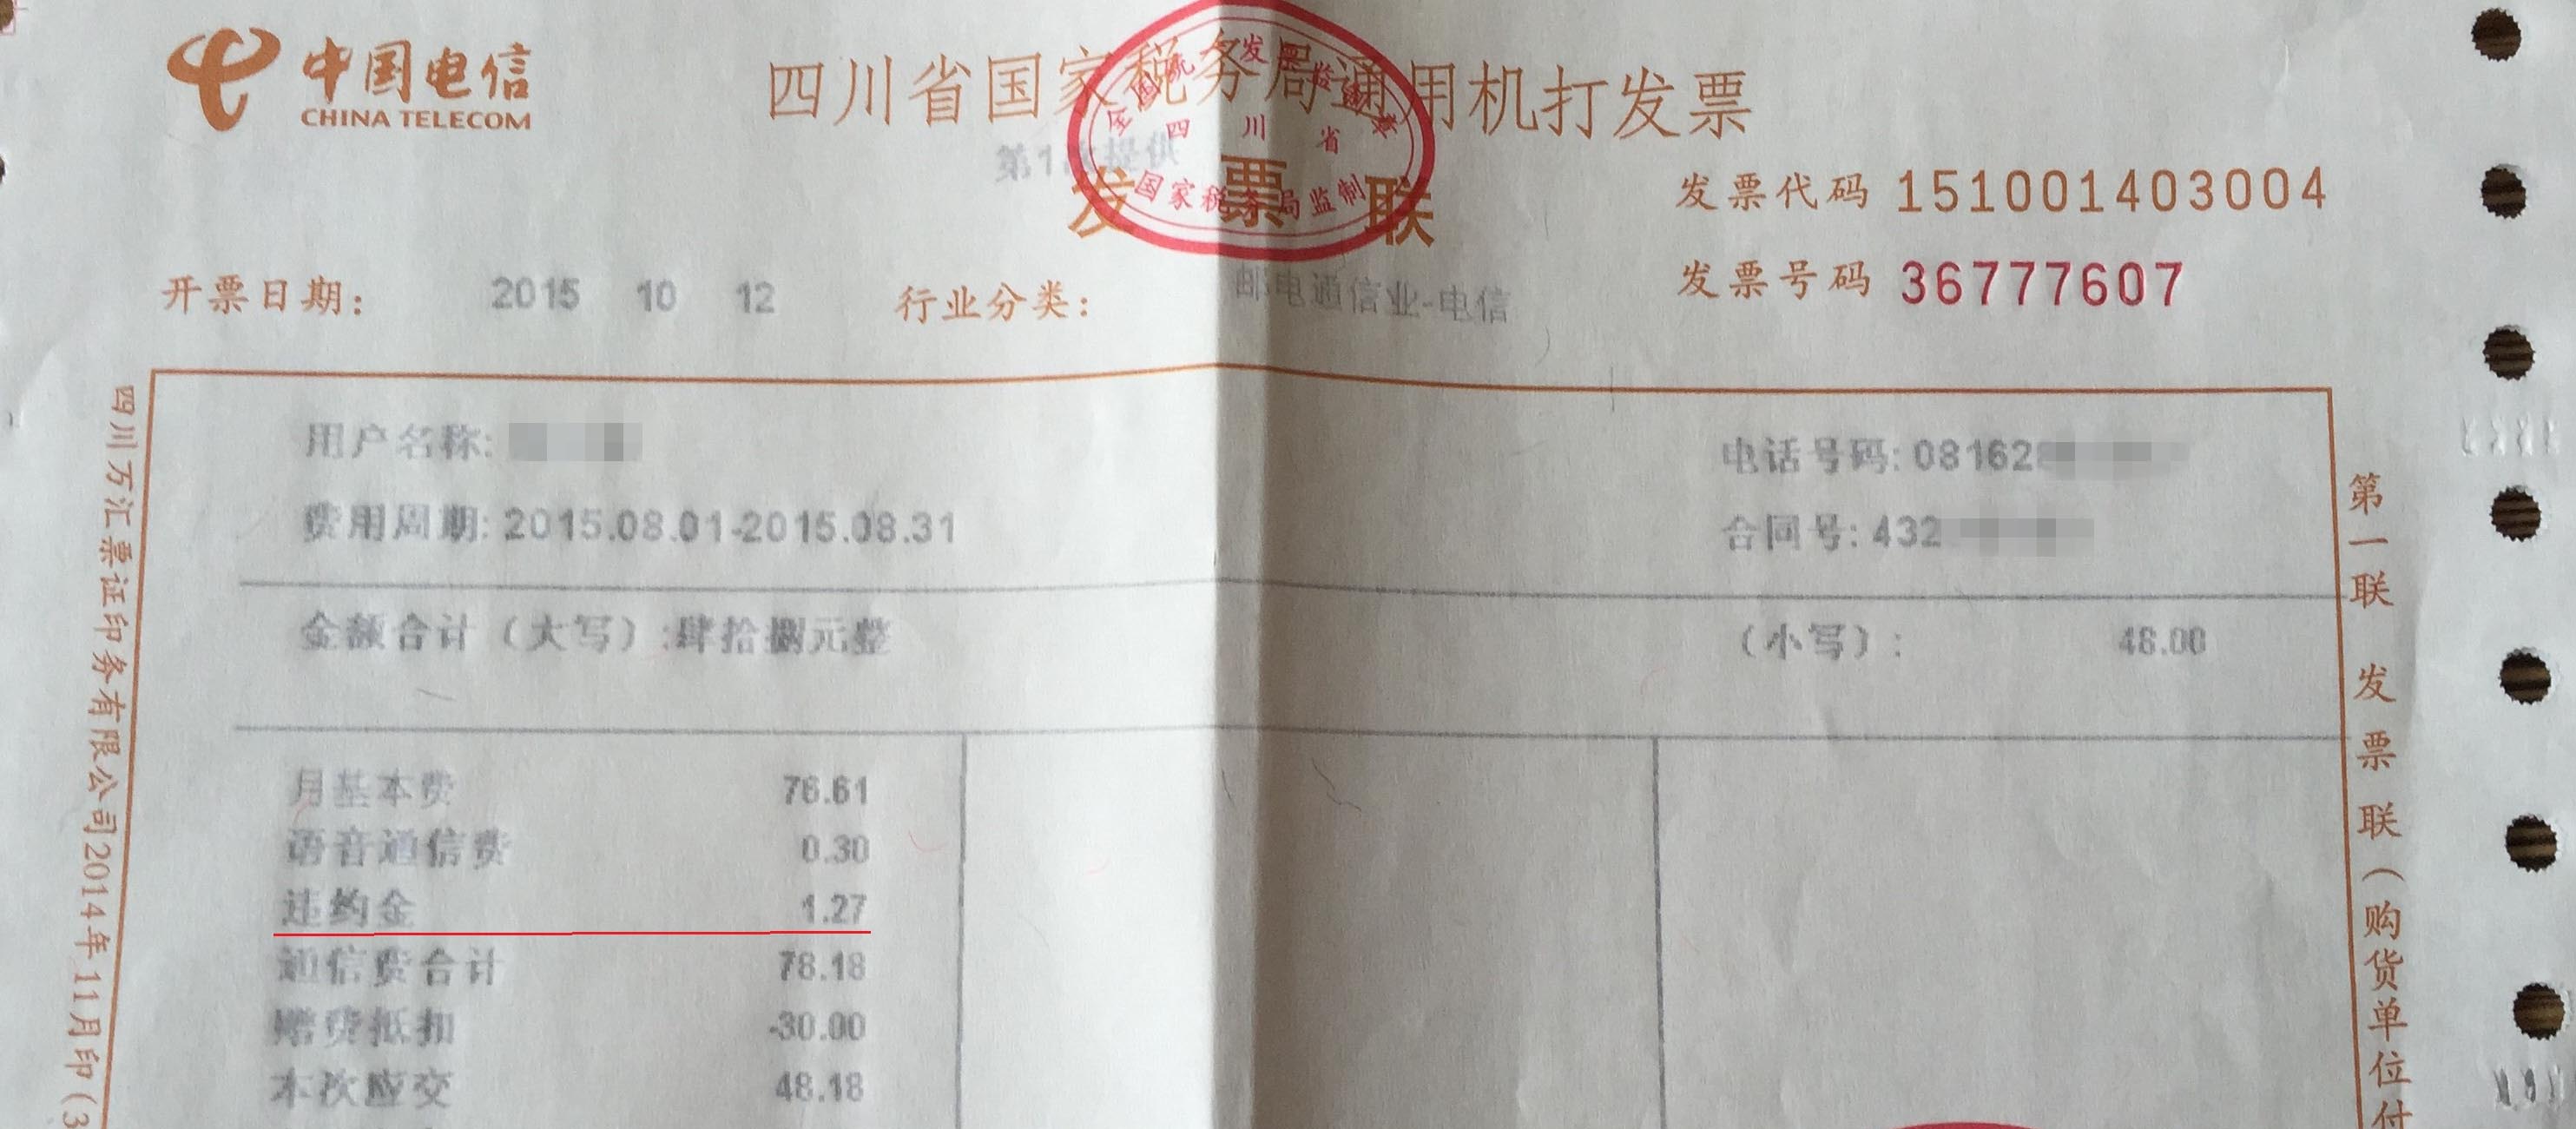 中国电信
CHINA TELECOM
四川省国家税务局通用机打发票
全国统一发票监制章
四川省
国家税务局监制
第1次提供
发票联
发票代码 151001403004
发票号码 36777607
开票日期: 2015 10 12 行业分类: 邮电通信业-电信
用户名称:
电话号码: 081628
费用周期: 2015.08.01-2015.08.31
合同号: 432
金额合计（大写）:肆拾捌元整 （小写）: 48.00
月基本费 76.61
语音通信费 0.30
违约金 1.27
通信费合计 78.18
赠费抵扣 -30.00
本次应交 48.18
四川万汇票证印务有限公司2014年11月印(3
第一联 发票联（购货单位付